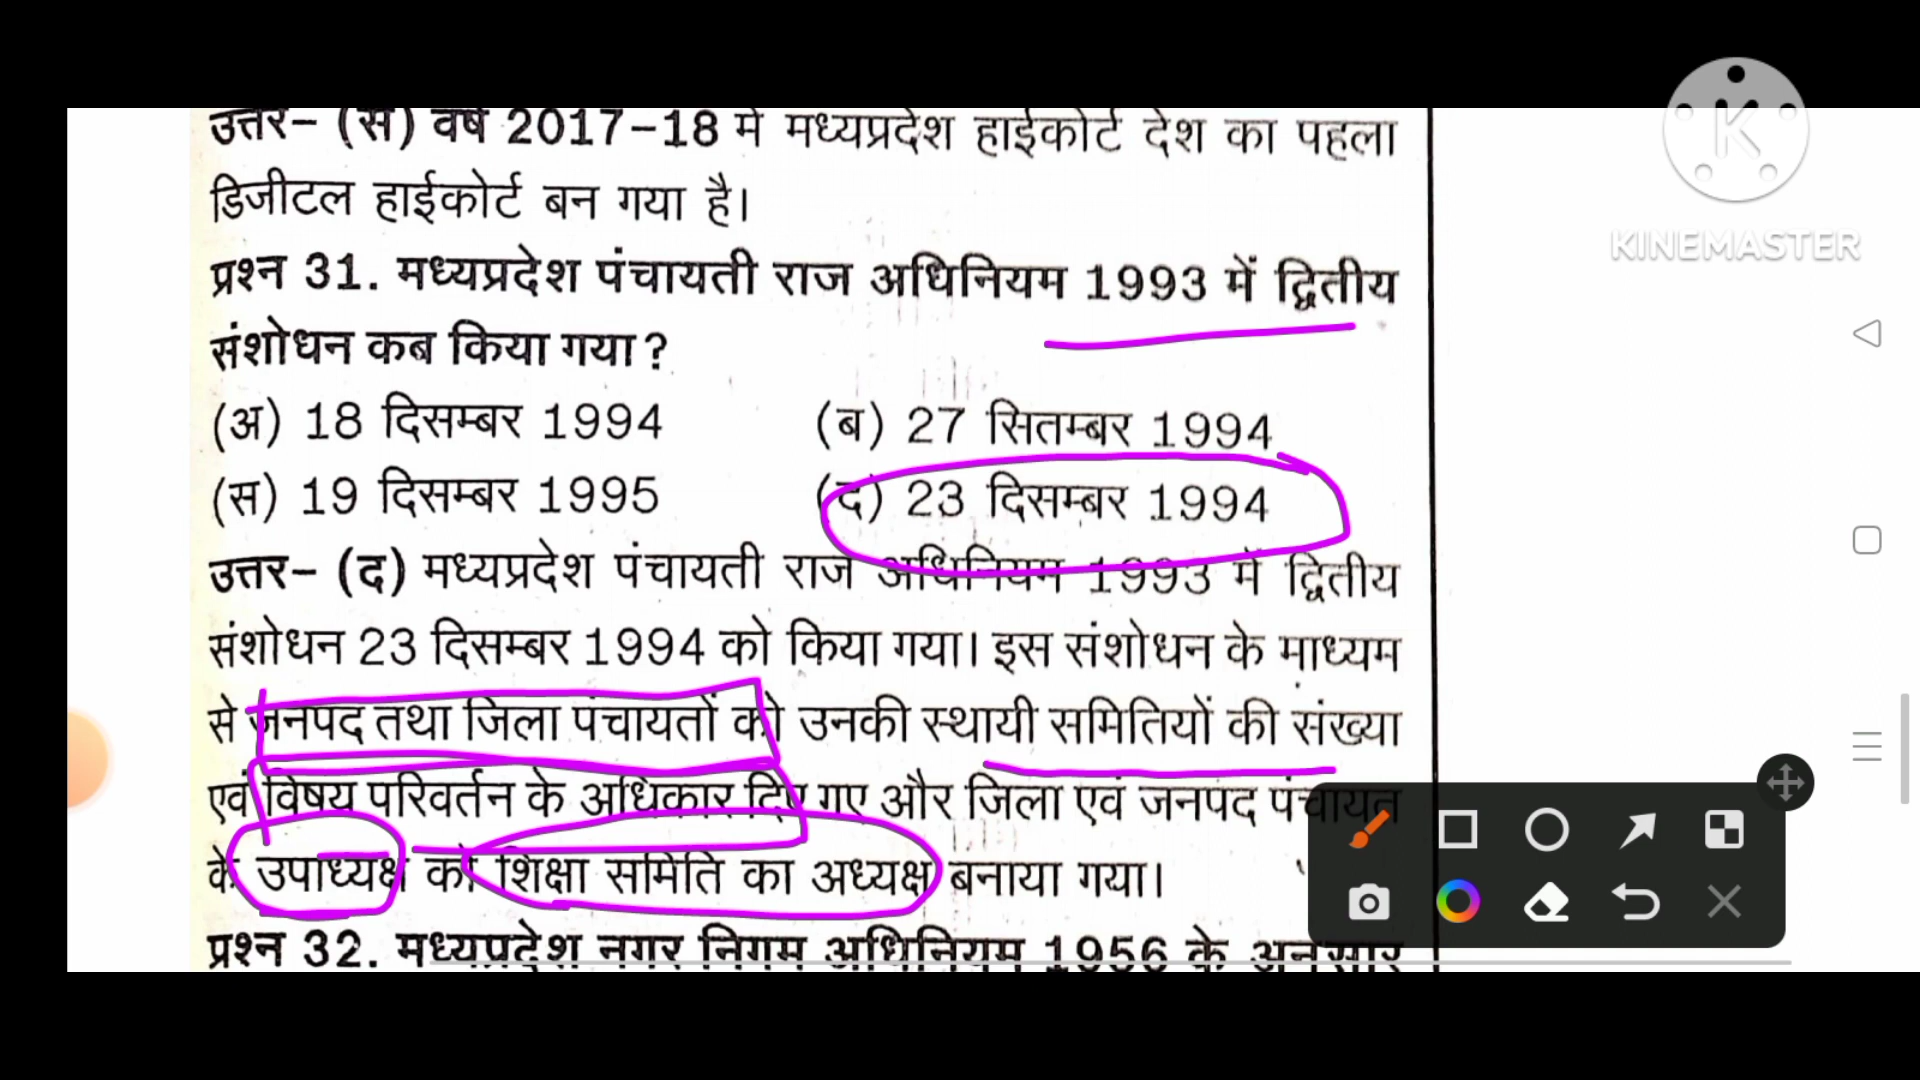 उत्तर- (स) वर्ष 2017-18 में मध्यप्रदेश हाईकोर्ट देश का पहला
डिजीटल हाईकोर्ट बन गया है।
प्रश्न 31. मध्यप्रदेश पंचायती राज अधिनियम 1993 में द्वितीय
संशोधन कब किया गया?
(अ) 18 दिसम्बर 1994 (ब) 27 सितम्बर 1994
(स) 19 दिसम्बर 1995 (द) 23 दिसम्बर 1994
उत्तर- (द) मध्यप्रदेश पंचायती राज अधिनियम 1993 में द्वितीय
संशोधन 23 दिसम्बर 1994 को किया गया। इस संशोधन के माध्यम
से जनपद तथा जिला पंचायतों को उनकी स्थायी समितियों की संख्या
एवं विषय परिवर्तन के अधिकार दिए गए और जिला एवं जनपद पंचायत
के उपाध्यक्ष को शिक्षा समिति का अध्यक्ष बनाया गया।
प्रश्न 32. मध्यप्रदेश नगर निगम अधिनियम 1956 के अनुसार
K
KINEMASTER